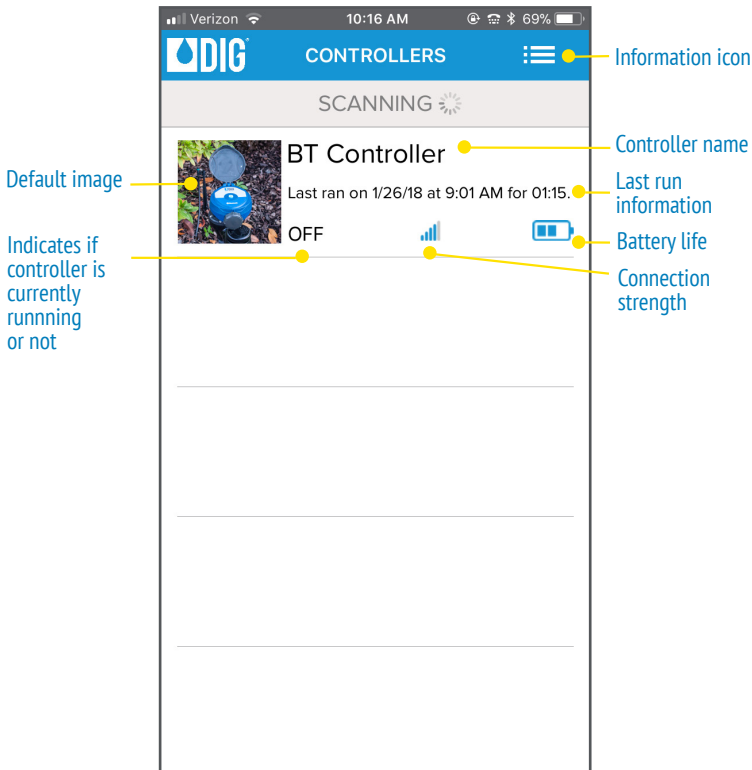 Verizon 10:16 AM 69%
DIG CONTROLLERS
Information icon
SCANNING
BT Controller
Controller name
Last ran on 1/26/18 at 9:01 AM for 01:15.
Last run
information
Default image
OFF
Battery life
Indicates if
controller is
currently
runnning
or not
Connection
strength